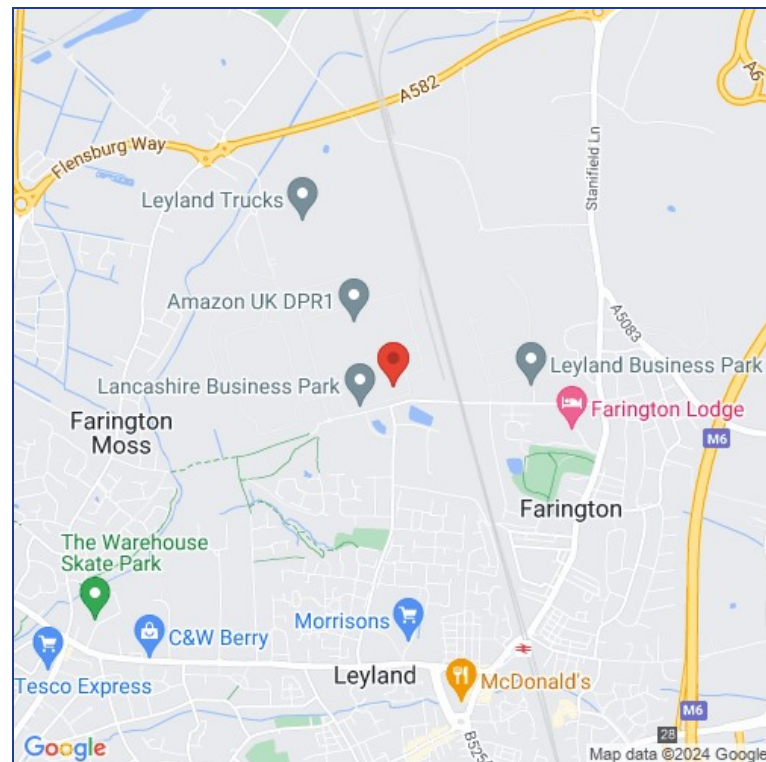 A582
A6
Flensburg Way
Leyland Trucks
Stanifield Ln
Amazon UK DPR1
A5083
Leyland Business Park
Lancashire Business Park
Farington Lodge
Farington
Moss
M6
Farington
The Warehouse
Skate Park
Morrisons
C&W Berry
Leyland
Tesco Express
McDonald's
M6
28
B525
Google
Map data ©2024 Google